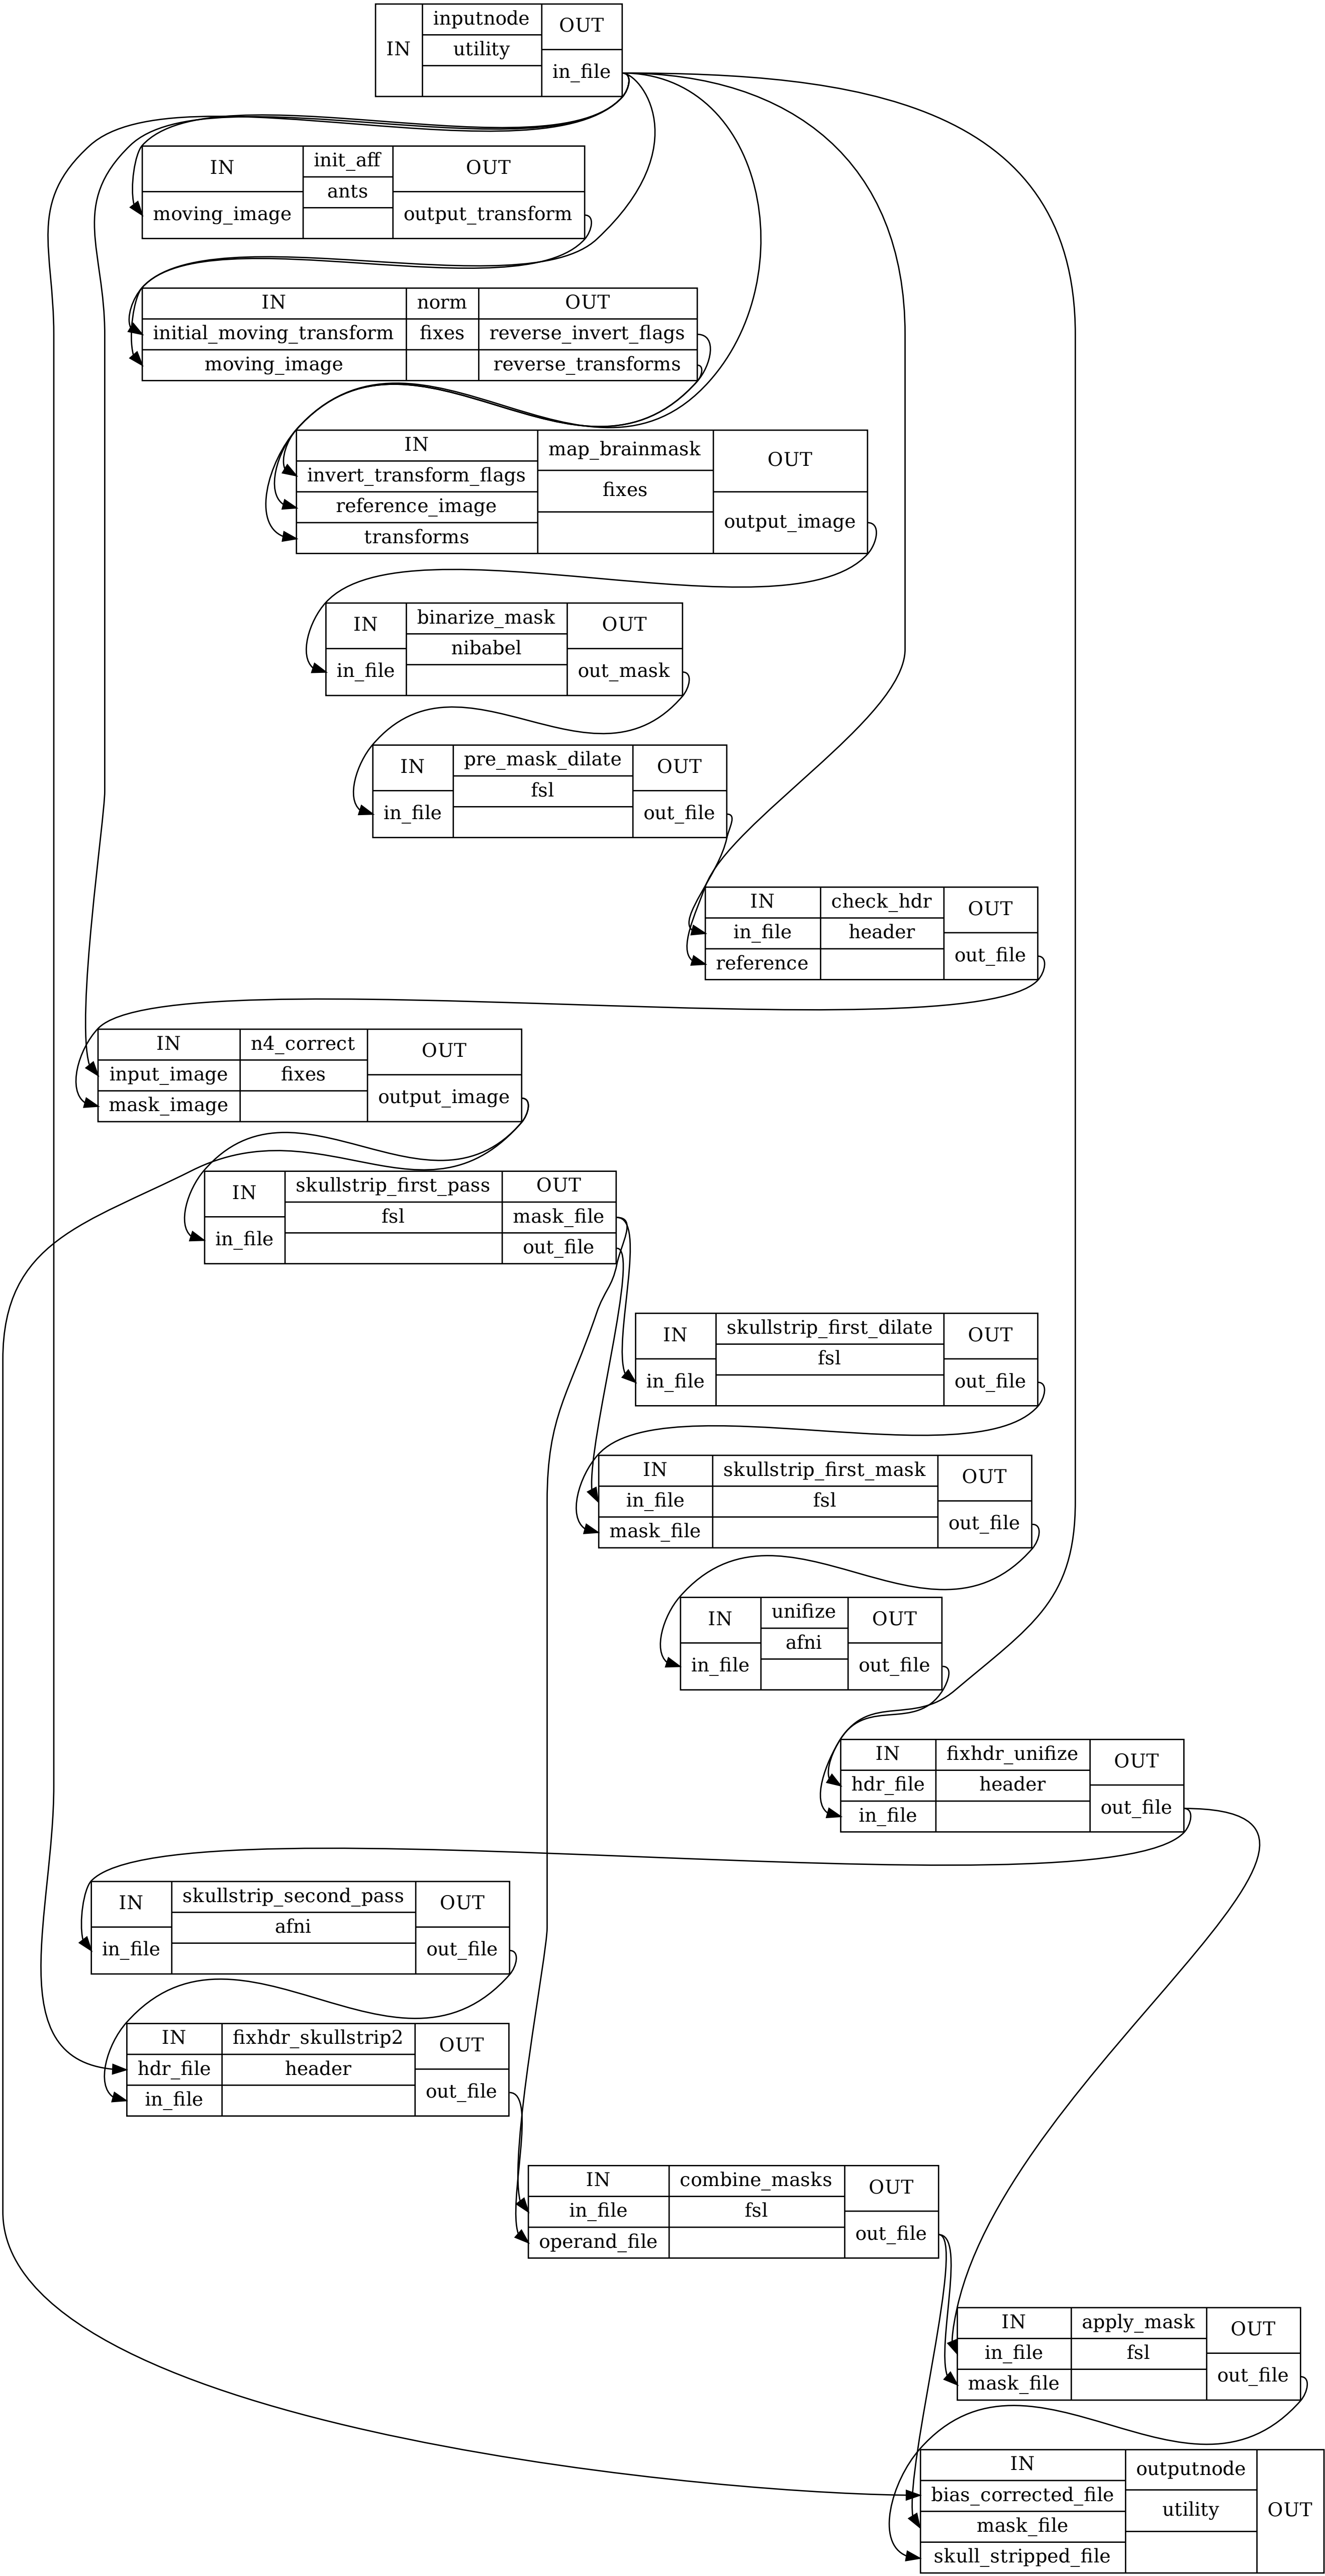 IN
inputnode
utility
OUT
in_file
IN
moving_image
init_aff
ants
OUT
output_transform
IN
initial_moving_transform
moving_image
norm
fixes
OUT
reverse_invert_flags
reverse_transforms
IN
invert_transform_flags
reference_image
transforms
map_brainmask
fixes
OUT
output_image
IN
in_file
binarize_mask
nibabel
OUT
out_mask
IN
in_file
pre_mask_dilate
fsl
OUT
out_file
IN
in_file
reference
check_hdr
header
OUT
out_file
IN
input_image
mask_image
n4_correct
fixes
OUT
output_image
IN
in_file
skullstrip_first_pass
fsl
OUT
mask_file
out_file
IN
in_file
skullstrip_first_dilate
fsl
OUT
out_file
IN
in_file
mask_file
skullstrip_first_mask
fsl
OUT
out_file
IN
in_file
unifize
afni
OUT
out_file
IN
hdr_file
in_file
fixhdr_unifize
header
OUT
out_file
IN
in_file
skullstrip_second_pass
afni
OUT
out_file
IN
hdr_file
in_file
fixhdr_skullstrip2
header
OUT
out_file
IN
in_file
operand_file
combine_masks
fsl
OUT
out_file
IN
in_file
mask_file
apply_mask
fsl
OUT
out_file
IN
bias_corrected_file
mask_file
skull_stripped_file
outputnode
utility
OUT